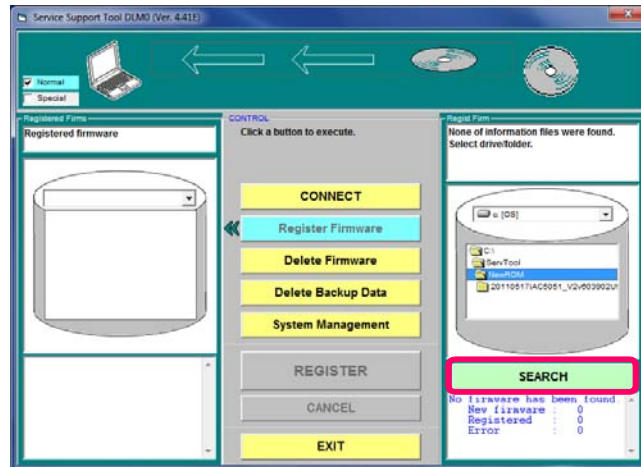 Service Support Tool DLM0 (Ver. 4.41E)
Normal
Special
Registered Firms
Registered firmware
CONTROL
Click a button to execute.
CONNECT
Register Firmware
Delete Firmware
Delete Backup Data
System Management
REGISTER
CANCEL
EXIT
Regist Firm
None of information files were found.
Select drive/folder.
c: [OS]
C:\
ServTool
NewROM
SEARCH
No firmware has been found.
New firmware : 0
Registered : 0
Error : 0